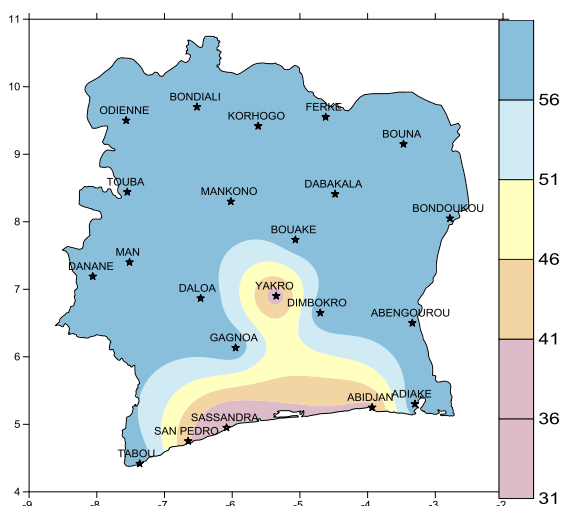 11
10
9
8
7
6
5
4
-9
-8
-7
-6
-5
-4
-3
-2
BONDIALI
ODIENNE
FERKE
KORHOGO
BOUNA
TOUBA
DABAKALA
MANKONO
BONDOUKOU
BOUAKE
MAN
DANANE
YAKRO
DALOA
DIMBOKRO
ABENGOUROU
GAGNOA
ADIAKE
ABIDJAN
SASSANDRA
SAN PEDRO
TABOU
56
51
46
41
36
31